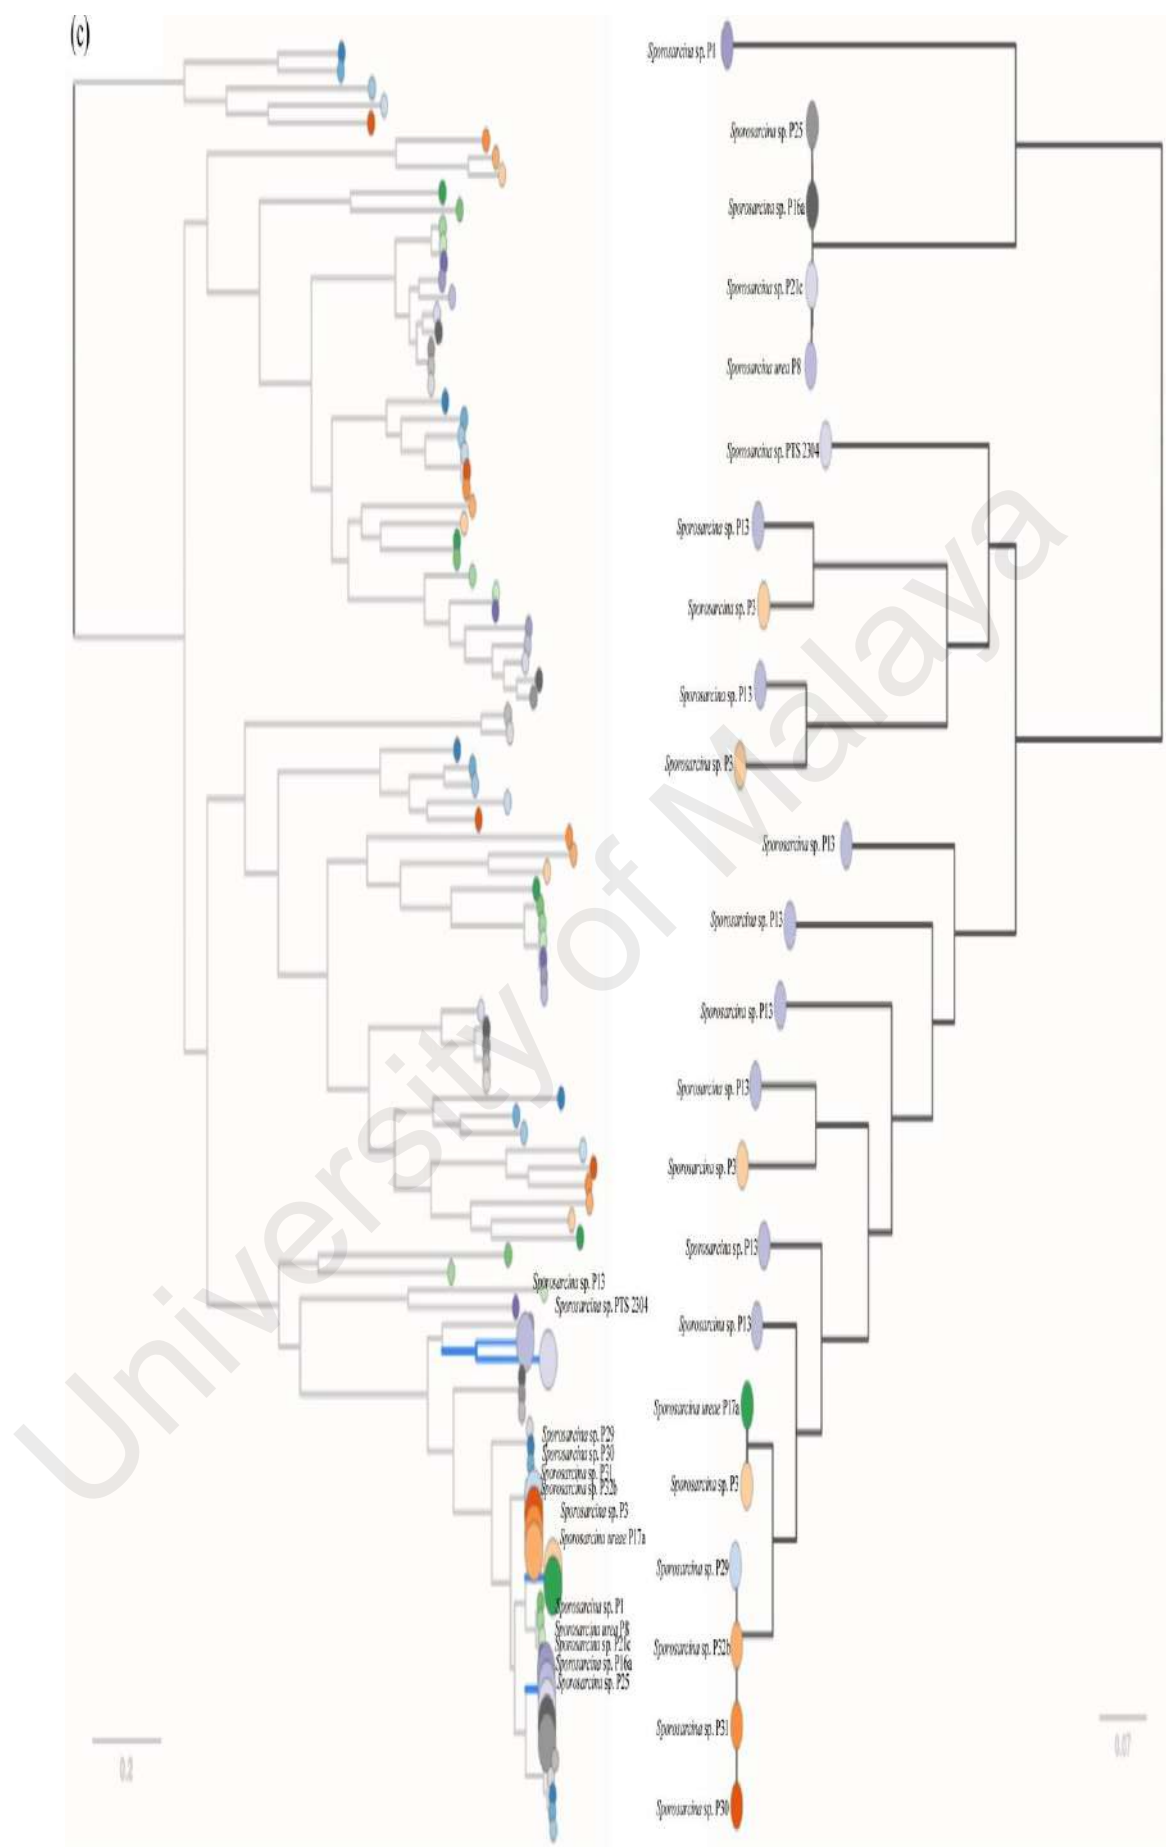 (c)
Sporosarcina sp. P13
Sporosarcina sp. PTS 2304
Sporosarcina sp. P29
Sporosarcina sp. P30
Sporosarcina sp. P31
Sporosarcina sp. P32b
Sporosarcina sp. P3
Sporosarcina ureae P17a
Sporosarcina sp. P1
Sporosarcina urea P8
Sporosarcina sp. P21c
Sporosarcina sp. P16a
Sporosarcina sp. P25
0.2
Sporosarcina sp. P1
Sporosarcina sp. P25
Sporosarcina sp. P16a
Sporosarcina sp. P21c
Sporosarcina urea P8
Sporosarcina sp. PTS 2304
Sporosarcina sp. P13
Sporosarcina sp. P3
Sporosarcina sp. P13
Sporosarcina sp. P3
Sporosarcina sp. P13
Sporosarcina sp. P13
Sporosarcina sp. P13
Sporosarcina sp. P13
Sporosarcina sp. P3
Sporosarcina sp. P13
Sporosarcina sp. P13
Sporosarcina ureae P17a
Sporosarcina sp. P3
Sporosarcina sp. P29
Sporosarcina sp. P32b
Sporosarcina sp. P31
Sporosarcina sp. P30
0.07
University of Malaya